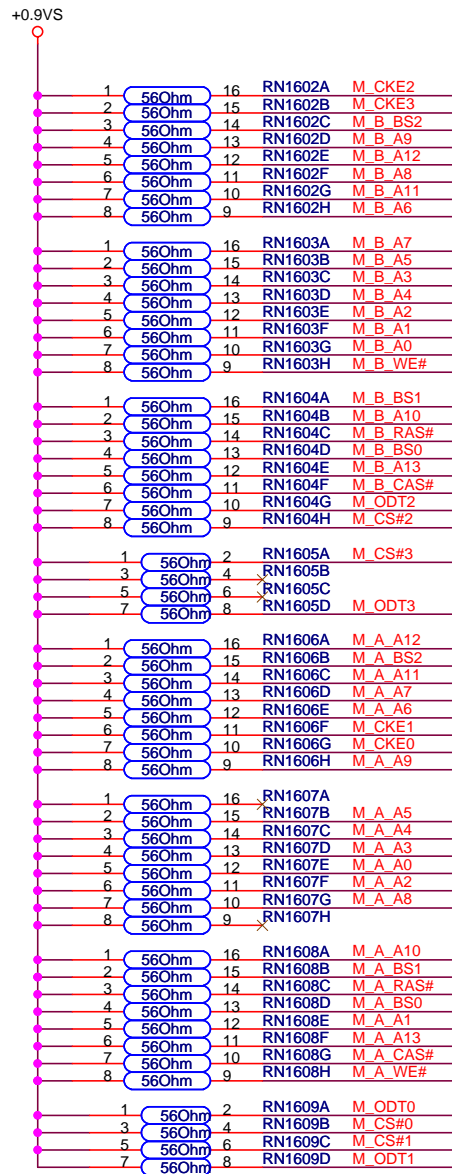 +0.9VS
1 56Ohm 16 RN1602A M_CKE2
2 56Ohm 15 RN1602B M_CKE3
3 56Ohm 14 RN1602C M_B_BS2
4 56Ohm 13 RN1602D M_B_A9
5 56Ohm 12 RN1602E M_B_A12
6 56Ohm 11 RN1602F M_B_A8
7 56Ohm 10 RN1602G M_B_A11
8 56Ohm 9 RN1602H M_B_A6
1 56Ohm 16 RN1603A M_B_A7
2 56Ohm 15 RN1603B M_B_A5
3 56Ohm 14 RN1603C M_B_A3
4 56Ohm 13 RN1603D M_B_A4
5 56Ohm 12 RN1603E M_B_A2
6 56Ohm 11 RN1603F M_B_A1
7 56Ohm 10 RN1603G M_B_A0
8 56Ohm 9 RN1603H M_B_WE#
1 56Ohm 16 RN1604A M_B_BS1
2 56Ohm 15 RN1604B M_B_A10
3 56Ohm 14 RN1604C M_B_RAS#
4 56Ohm 13 RN1604D M_B_BS0
5 56Ohm 12 RN1604E M_B_A13
6 56Ohm 11 RN1604F M_B_CAS#
7 56Ohm 10 RN1604G M_ODT2
8 56Ohm 9 RN1604H M_CS#2
1 56Ohm 2 RN1605A M_CS#3
3 56Ohm 4 RN1605B
5 56Ohm 6 RN1605C
7 56Ohm 8 RN1605D M_ODT3
1 56Ohm 16 RN1606A M_A_A12
2 56Ohm 15 RN1606B M_A_BS2
3 56Ohm 14 RN1606C M_A_A11
4 56Ohm 13 RN1606D M_A_A7
5 56Ohm 12 RN1606E M_A_A6
6 56Ohm 11 RN1606F M_CKE1
7 56Ohm 10 RN1606G M_CKE0
8 56Ohm 9 RN1606H M_A_A9
1 56Ohm 16 RN1607A
2 56Ohm 15 RN1607B M_A_A5
3 56Ohm 14 RN1607C M_A_A4
4 56Ohm 13 RN1607D M_A_A3
5 56Ohm 12 RN1607E M_A_A0
6 56Ohm 11 RN1607F M_A_A2
7 56Ohm 10 RN1607G M_A_A8
8 56Ohm 9 RN1607H
1 56Ohm 16 RN1608A M_A_A10
2 56Ohm 15 RN1608B M_A_BS1
3 56Ohm 14 RN1608C M_A_RAS#
4 56Ohm 13 RN1608D M_A_BS0
5 56Ohm 12 RN1608E M_A_A1
6 56Ohm 11 RN1608F M_A_A13
7 56Ohm 10 RN1608G M_A_CAS#
8 56Ohm 9 RN1608H M_A_WE#
1 56Ohm 2 RN1609A M_ODT0
3 56Ohm 4 RN1609B M_CS#0
5 56Ohm 6 RN1609C M_CS#1
7 56Ohm 8 RN1609D M_ODT1